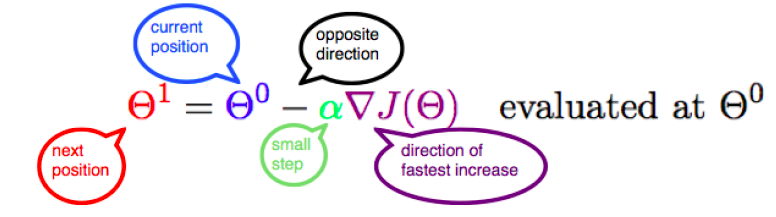 current
position
opposite
direction
Θ¹ = Θ⁰ − α∇J(Θ) evaluated at Θ⁰
next
position
small
step
direction of
fastest increase